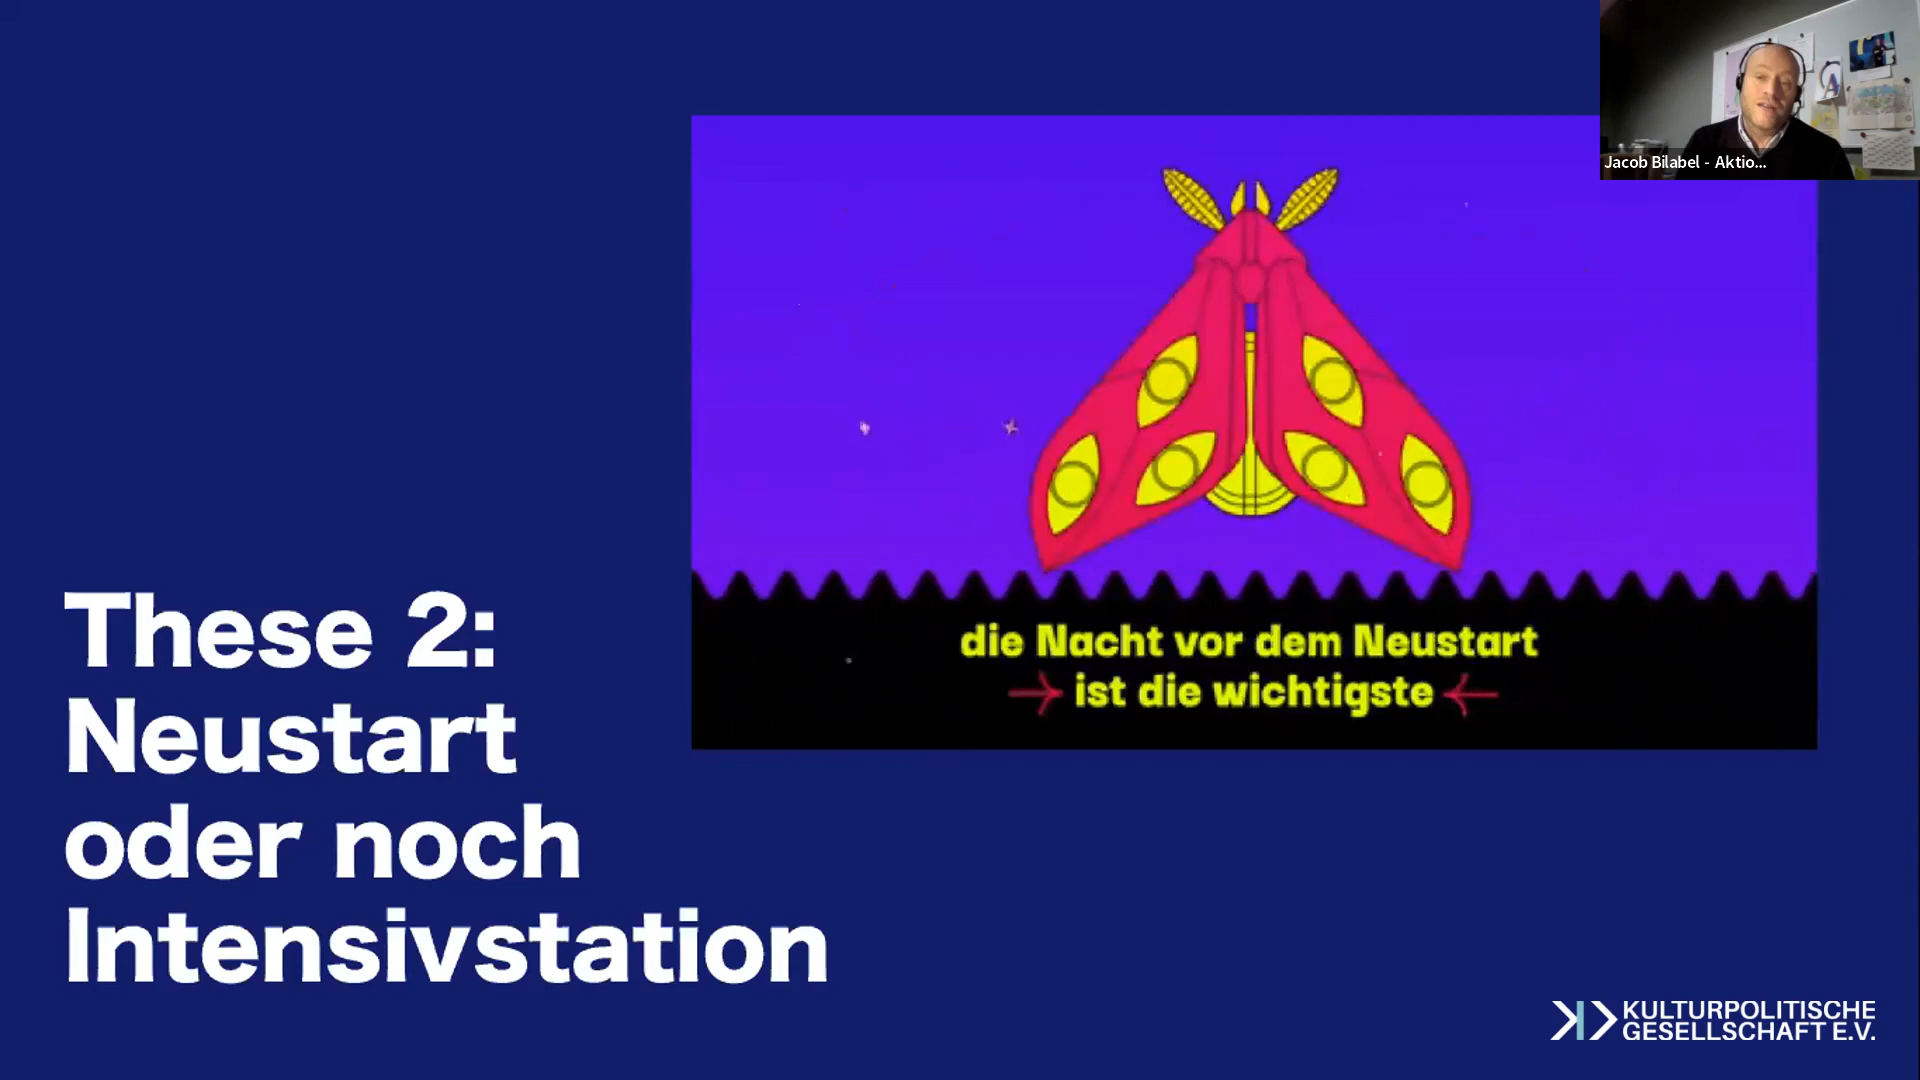 Jacob Bilabel - Aktio...
die Nacht vor dem Neustart
ist die wichtigste
These 2:
Neustart
oder noch
Intensivstation
KULTURPOLITISCHE
GESELLSCHAFT E.V.